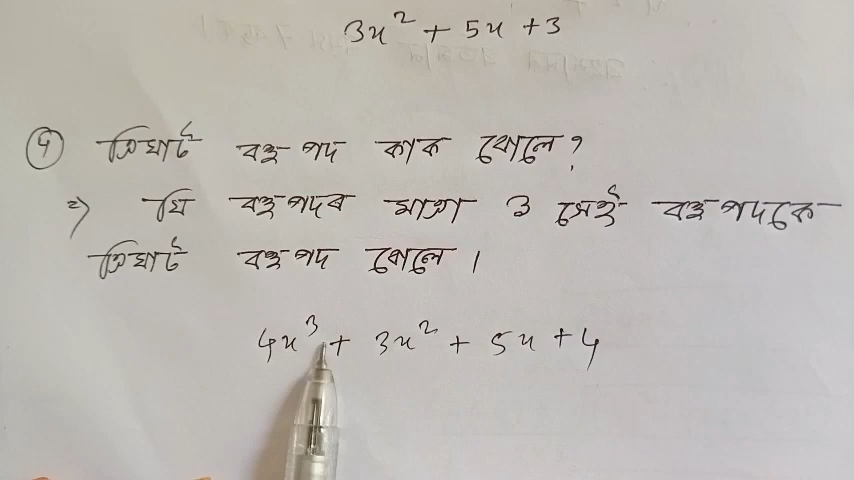 3x² + 5x + 3
৭ ত্ৰিঘাট বহুপদ কাক বোলে?
⇒ যি বহুপদৰ মাত্ৰা 3 সেই বহুপদকে
ত্ৰিঘাট বহুপদ বোলে।
4x³ + 3x² + 5x + 4